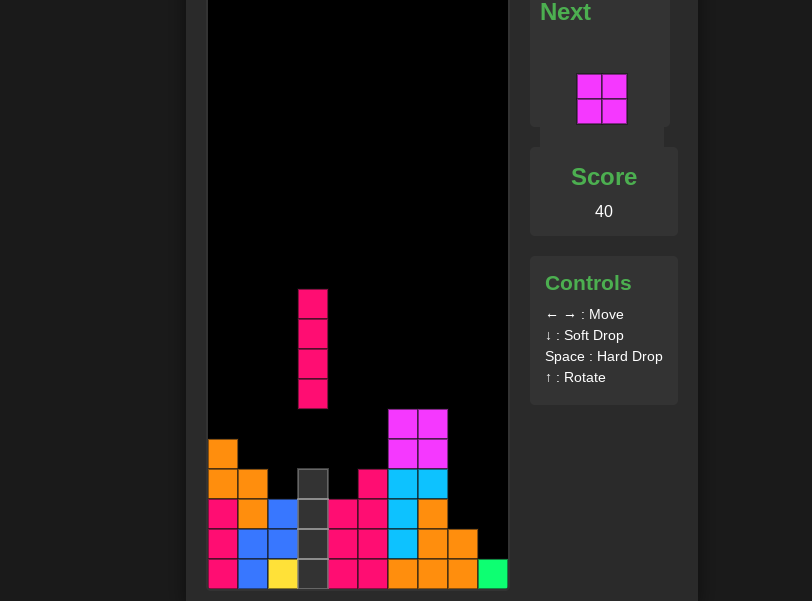 Next
Score
40
Controls
← → : Move
↓ : Soft Drop
Space : Hard Drop
↑ : Rotate